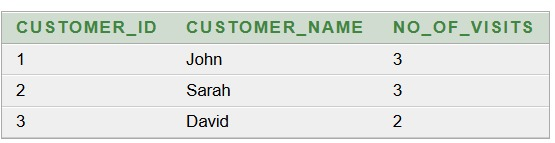 CUSTOMER_ID CUSTOMER_NAME NO_OF_VISITS
1 John 3
2 Sarah 3
3 David 2